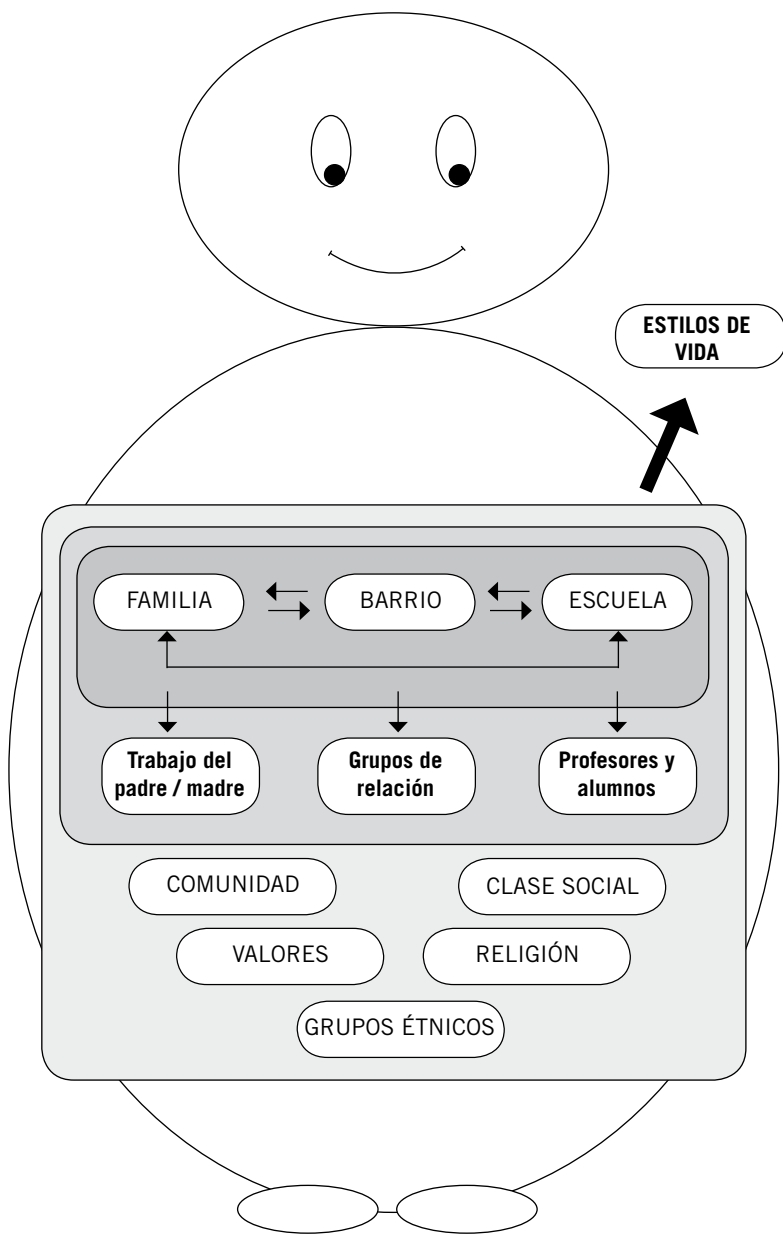 ESTILOS DE
VIDA
FAMILIA
BARRIO
ESCUELA
Trabajo del
padre / madre
Grupos de
relación
Profesores y
alumnos
COMUNIDAD
CLASE SOCIAL
VALORES
RELIGIÓN
GRUPOS ÉTNICOS